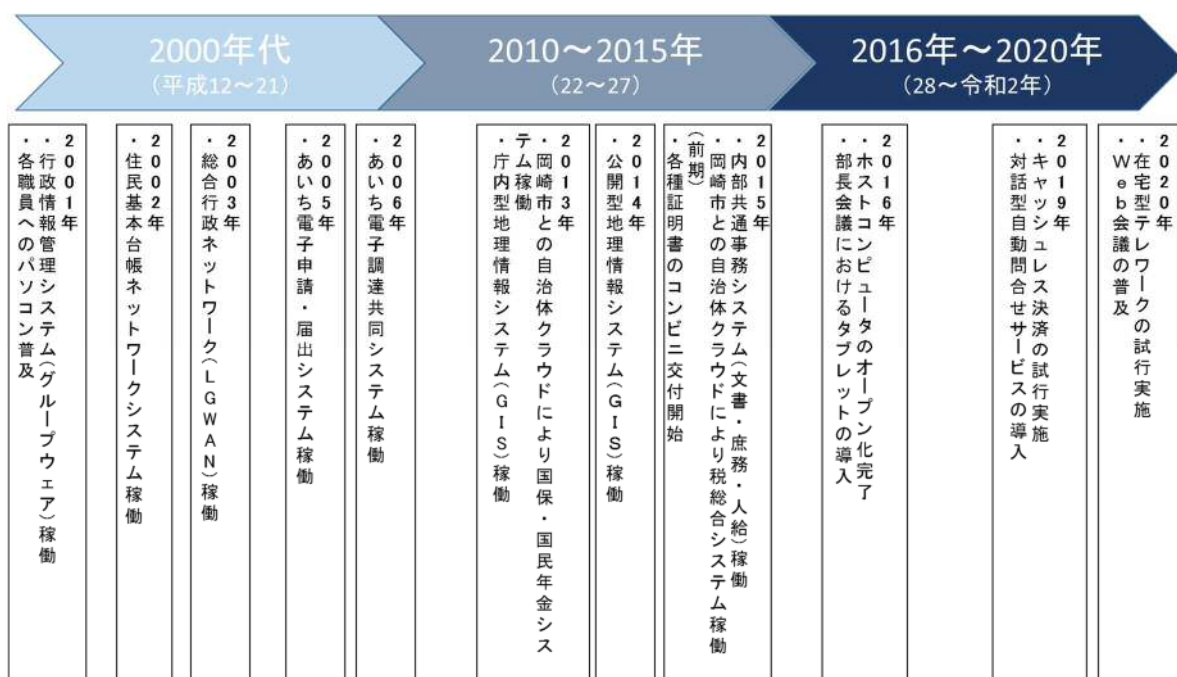 2000年代
(平成12～21)
2010～2015年
(22～27)
2016年～2020年
(28～令和2年)
2001年
・行政情報管理システム(グループウェア)稼働
・各職員へのパソコン普及
2002年
・住民基本台帳ネットワークシステム稼働
2003年
・総合行政ネットワーク(LGWAN)稼働
2005年
・あいち電子申請・届出システム稼働
2006年
・あいち電子調達共同システム稼働
2013年
・岡崎市との自治体クラウドにより国保・国民年金シス
テム稼働
・庁内型地理情報システム(GIS)稼働
2014年
・公開型地理情報システム(GIS)稼働
2015年
・内部共通事務システム(文書・庶務・人給)稼働
・岡崎市との自治体クラウドにより税総合システム稼働
(前期)
・各種証明書のコンビニ交付開始
2016年
・ホストコンピュータのオープン化完了
・部長会議におけるタブレットの導入
2019年
・キャッシュレス決済の試行実施
・対話型自動問合せサービスの導入
2020年
・在宅型テレワークの試行実施
・Web会議の普及